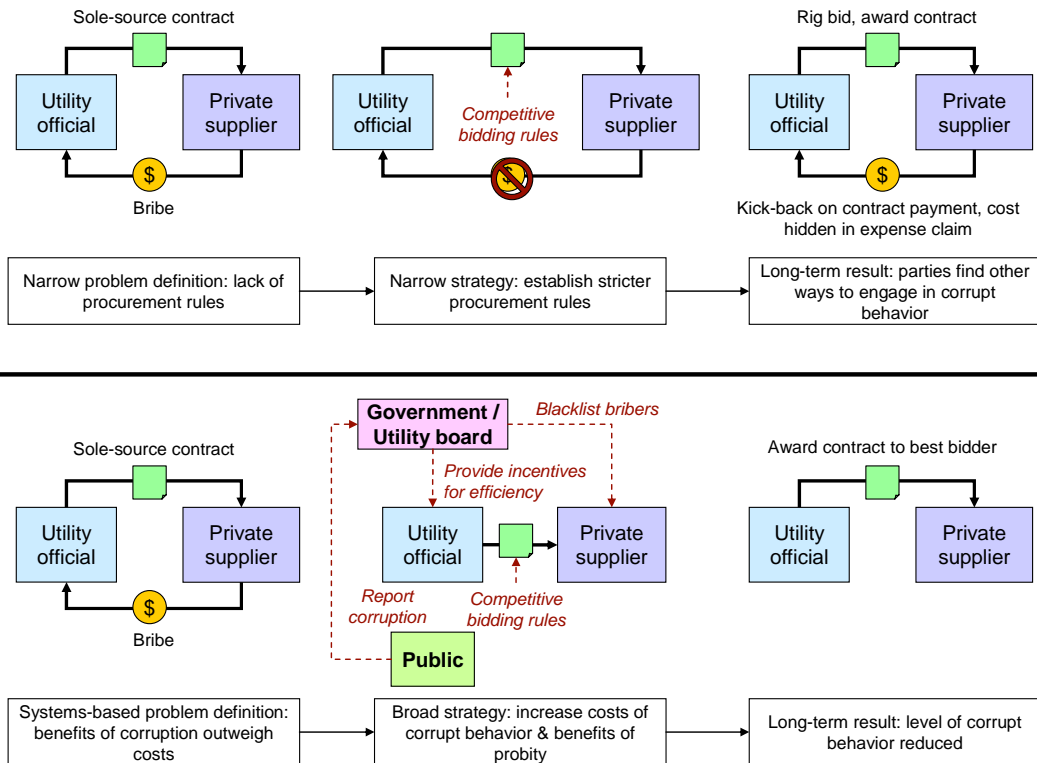 Sole-source contract
Utility
official
Private
supplier
$
Bribe
Utility
official
Private
supplier
Competitive
bidding rules
$
Rig bid, award contract
Utility
official
Private
supplier
$
Kick-back on contract payment, cost
hidden in expense claim
Narrow problem definition: lack of
procurement rules
Narrow strategy: establish stricter
procurement rules
Long-term result: parties find other
ways to engage in corrupt
behavior
Sole-source contract
Utility
official
Private
supplier
$
Bribe
Government /
Utility board
Blacklist bribers
Provide incentives
for efficiency
Utility
official
Private
supplier
Report
corruption
Competitive
bidding rules
Public
Award contract to best bidder
Utility
official
Private
supplier
Systems-based problem definition:
benefits of corruption outweigh
costs
Broad strategy: increase costs of
corrupt behavior & benefits of
probity
Long-term result: level of corrupt
behavior reduced